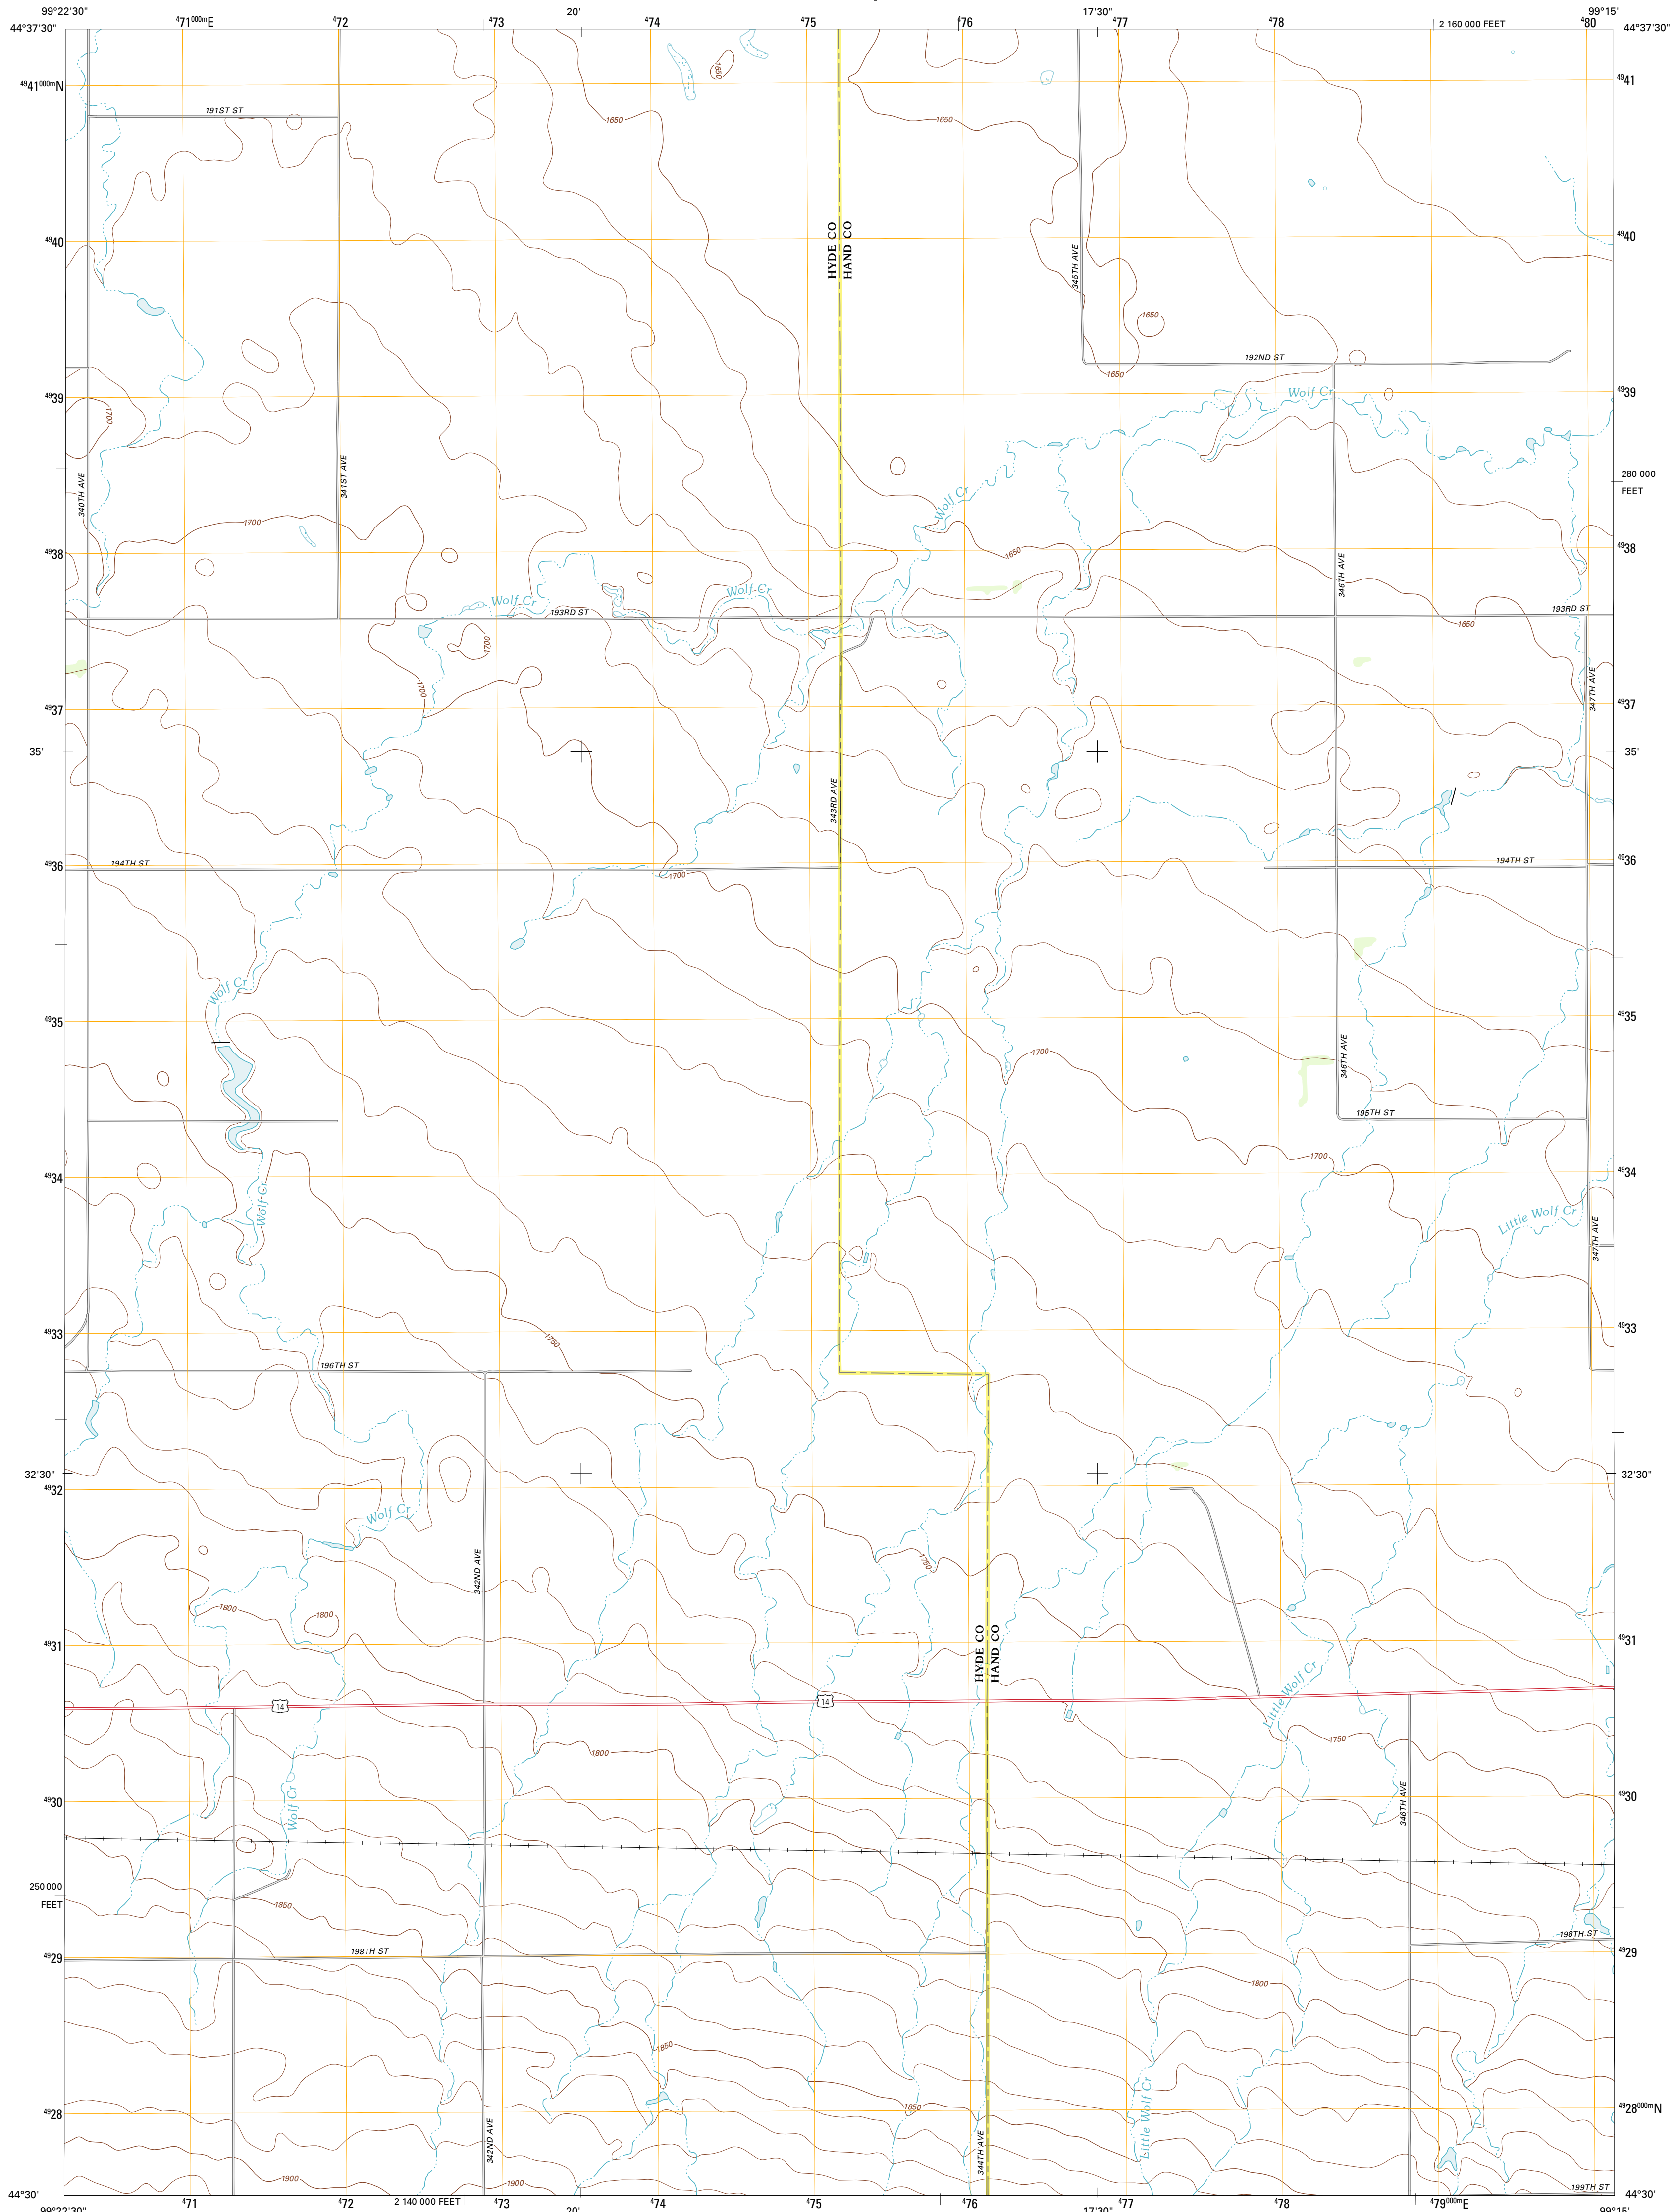 99°22'30"
⁴71⁰⁰⁰ᵐE
⁴72
⁴73
20'
⁴74
⁴75
⁴76
17'30"
⁴77
⁴78
2 160 000 FEET
⁴80
99°15'
44°37'30"
44°37'30"
1650
⁴⁹41⁰⁰⁰ᵐN
⁴⁹41
191ST ST
1650
1650
⁴⁹40
HYDE CO
HAND CO
345TH AVE
⁴⁹40
1650
192ND ST
1650
Wolf Cr
⁴⁹39
1700
⁴⁹39
340TH AVE
341ST AVE
280 000
FEET
Wolf Cr
1700
1650
⁴⁹38
346TH AVE
⁴⁹38
Wolf Cr
Wolf Cr
193RD ST
193RD ST
1650
1700
1700
347TH AVE
⁴⁹37
⁴⁹37
35'
35'
343RD AVE
194TH ST
194TH ST
⁴⁹36
⁴⁹36
1700
Wolf Cr
⁴⁹35
⁴⁹35
1700
346TH AVE
195TH ST
1700
⁴⁹34
⁴⁹34
Wolf Cr
Little Wolf Cr
347TH AVE
⁴⁹33
1750
⁴⁹33
196TH ST
32'30"
32'30"
⁴⁹32
⁴⁹32
Wolf Cr
342ND AVE
1750
1800
1800
⁴⁹31
HYDE CO
HAND CO
⁴⁹31
Little Wolf Cr
14
14
1750
1800
⁴⁹30
Wolf Cr
346TH AVE
⁴⁹30
250 000
FEET
1850
198TH ST
198TH ST
⁴⁹29
⁴⁹29
1800
1850
1850
⁴⁹28
⁴⁹28⁰⁰⁰ᵐN
342ND AVE
344TH AVE
Little Wolf Cr
1900
1900
199TH ST
44°30'
44°30'
99°22'30"
⁴71
⁴72
2 140 000 FEET
⁴73
20'
⁴74
⁴75
⁴76
17'30"
⁴77
⁴78
⁴79⁰⁰⁰ᵐE
99°15'